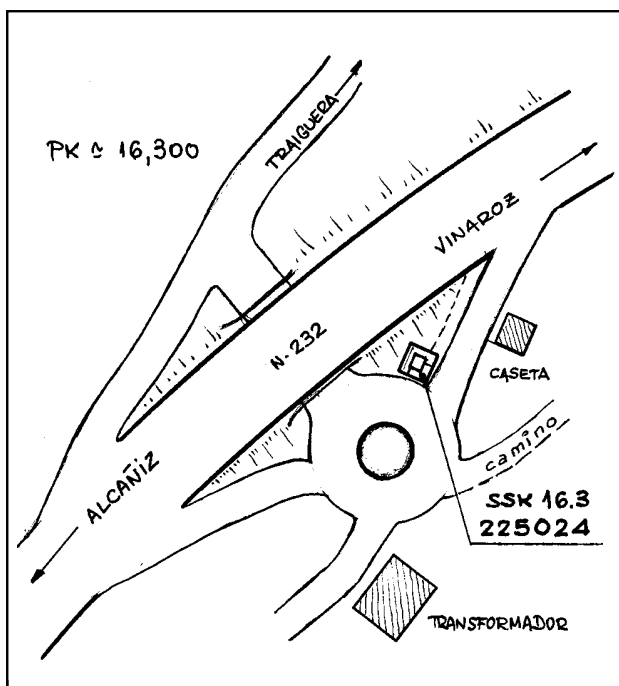 TRAIGUERA
PK ≃ 16,300
VINAROZ
N-232
CASETA
camino
ALCAÑIZ
SSK 16.3
225024
TRANSFORMADOR